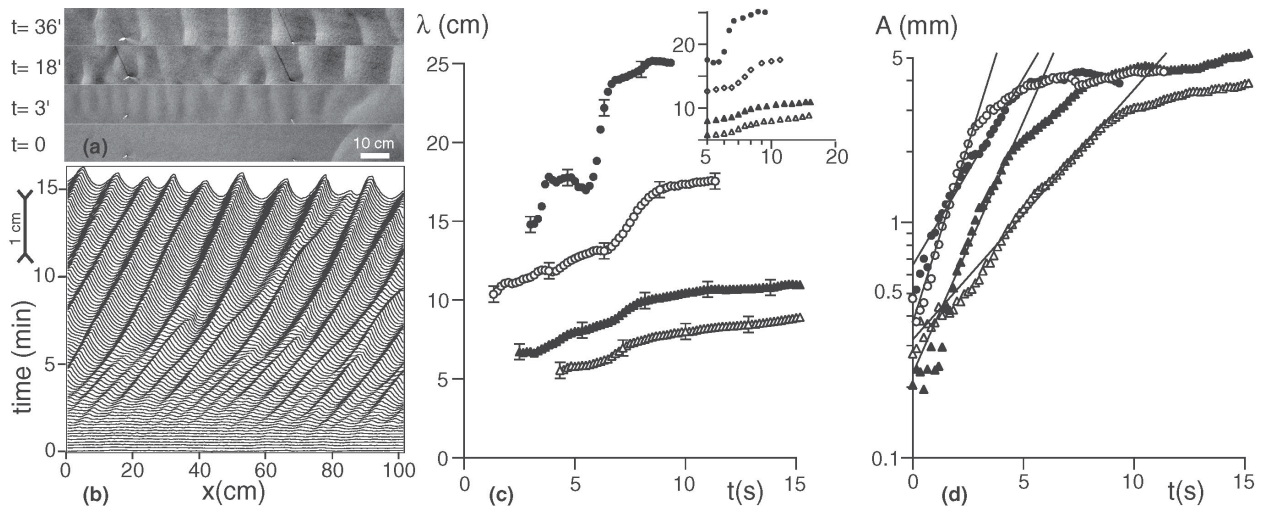 t= 36'
t= 18'
t= 3'
t= 0
(a)
10 cm
1 cm
time (min)
15
10
5
0
0 20 40 60 80 100
(b)
x(cm)
λ (cm)
25
20
15
10
5
0
0 5 10 15
(c)
t(s)
20
10
5 10 20
A (mm)
5
1
0.5
0.1
0 5 10 15
(d)
t(s)